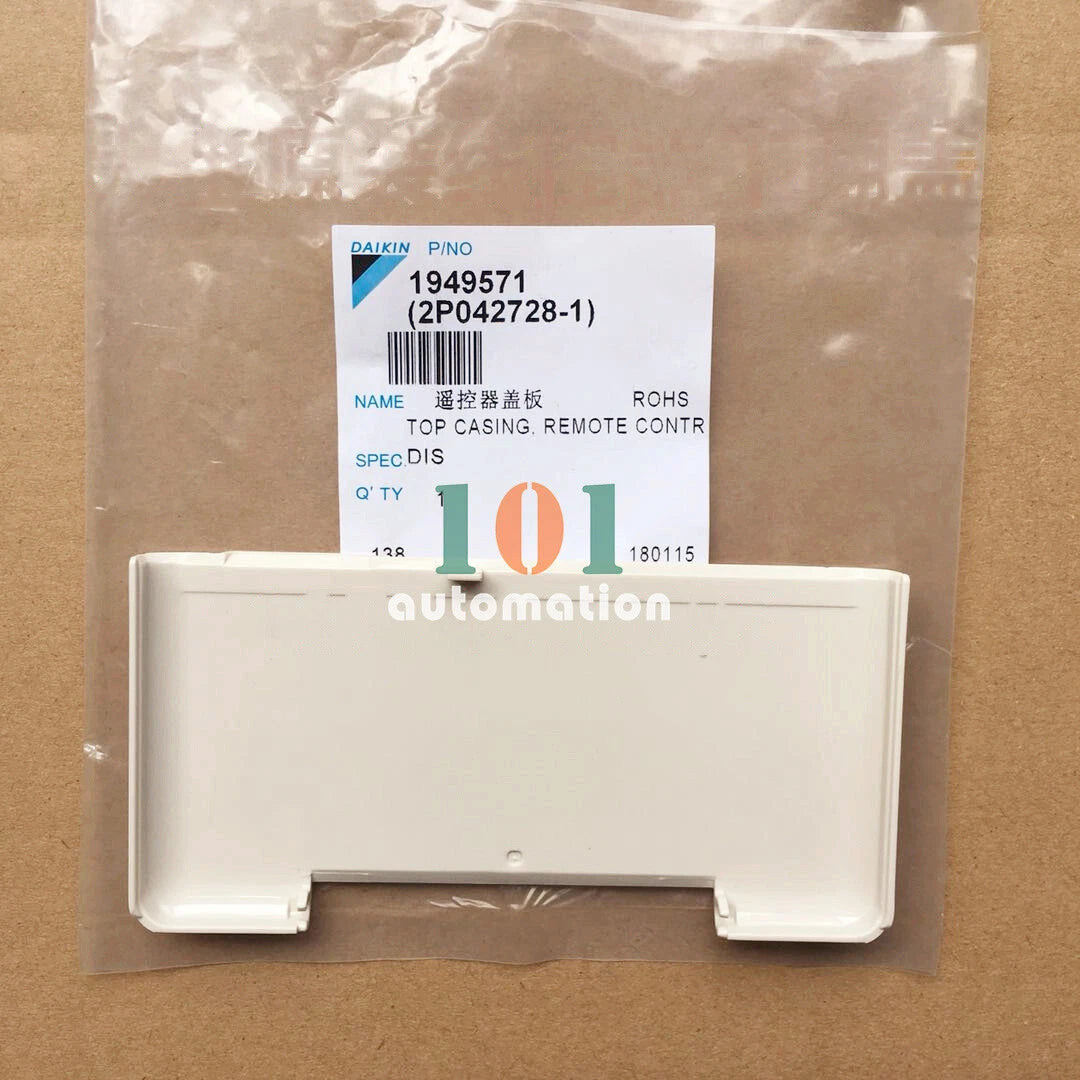 DAIKIN P/NO
1949571
(2P042728-1)
NAME 遥控器盖板 ROHS
TOP CASING, REMOTE CONTR
SPEC. DIS
Q' TY 1
138 180115
101
automation